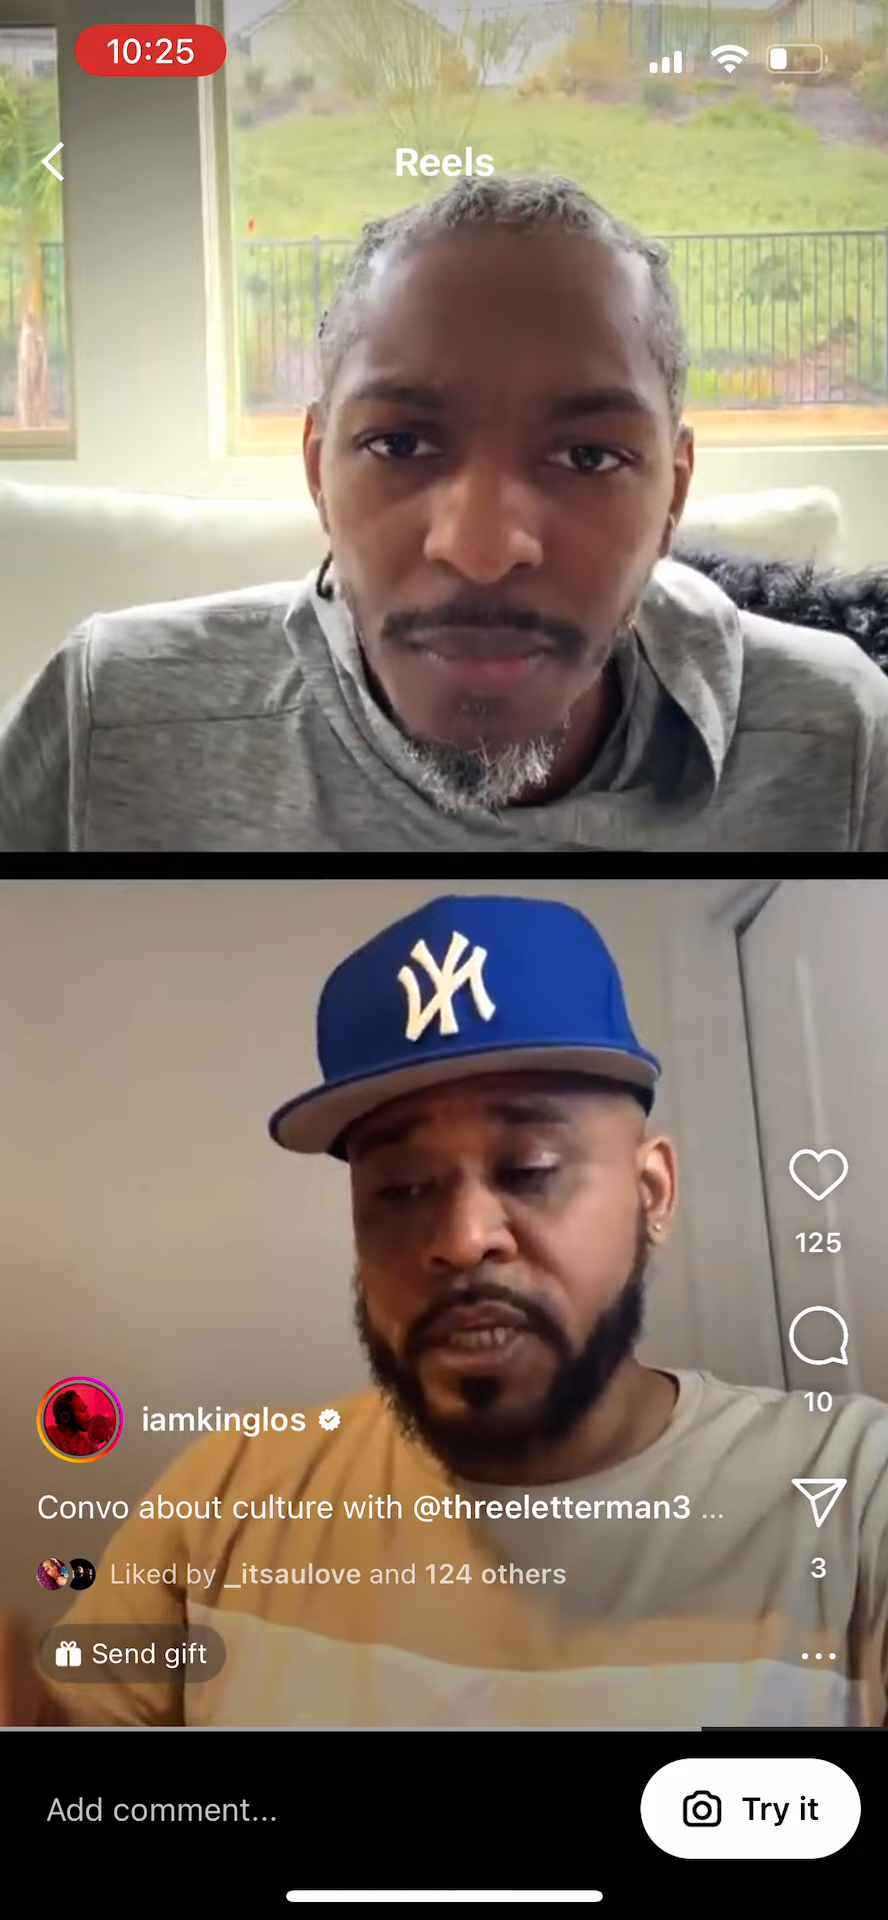 10:25
Reels
NY
125
10
iamkinglos
Convo about culture with @threeletterman3 ...
3
Liked by _itsaulove and 124 others
Send gift
Add comment...
Try it